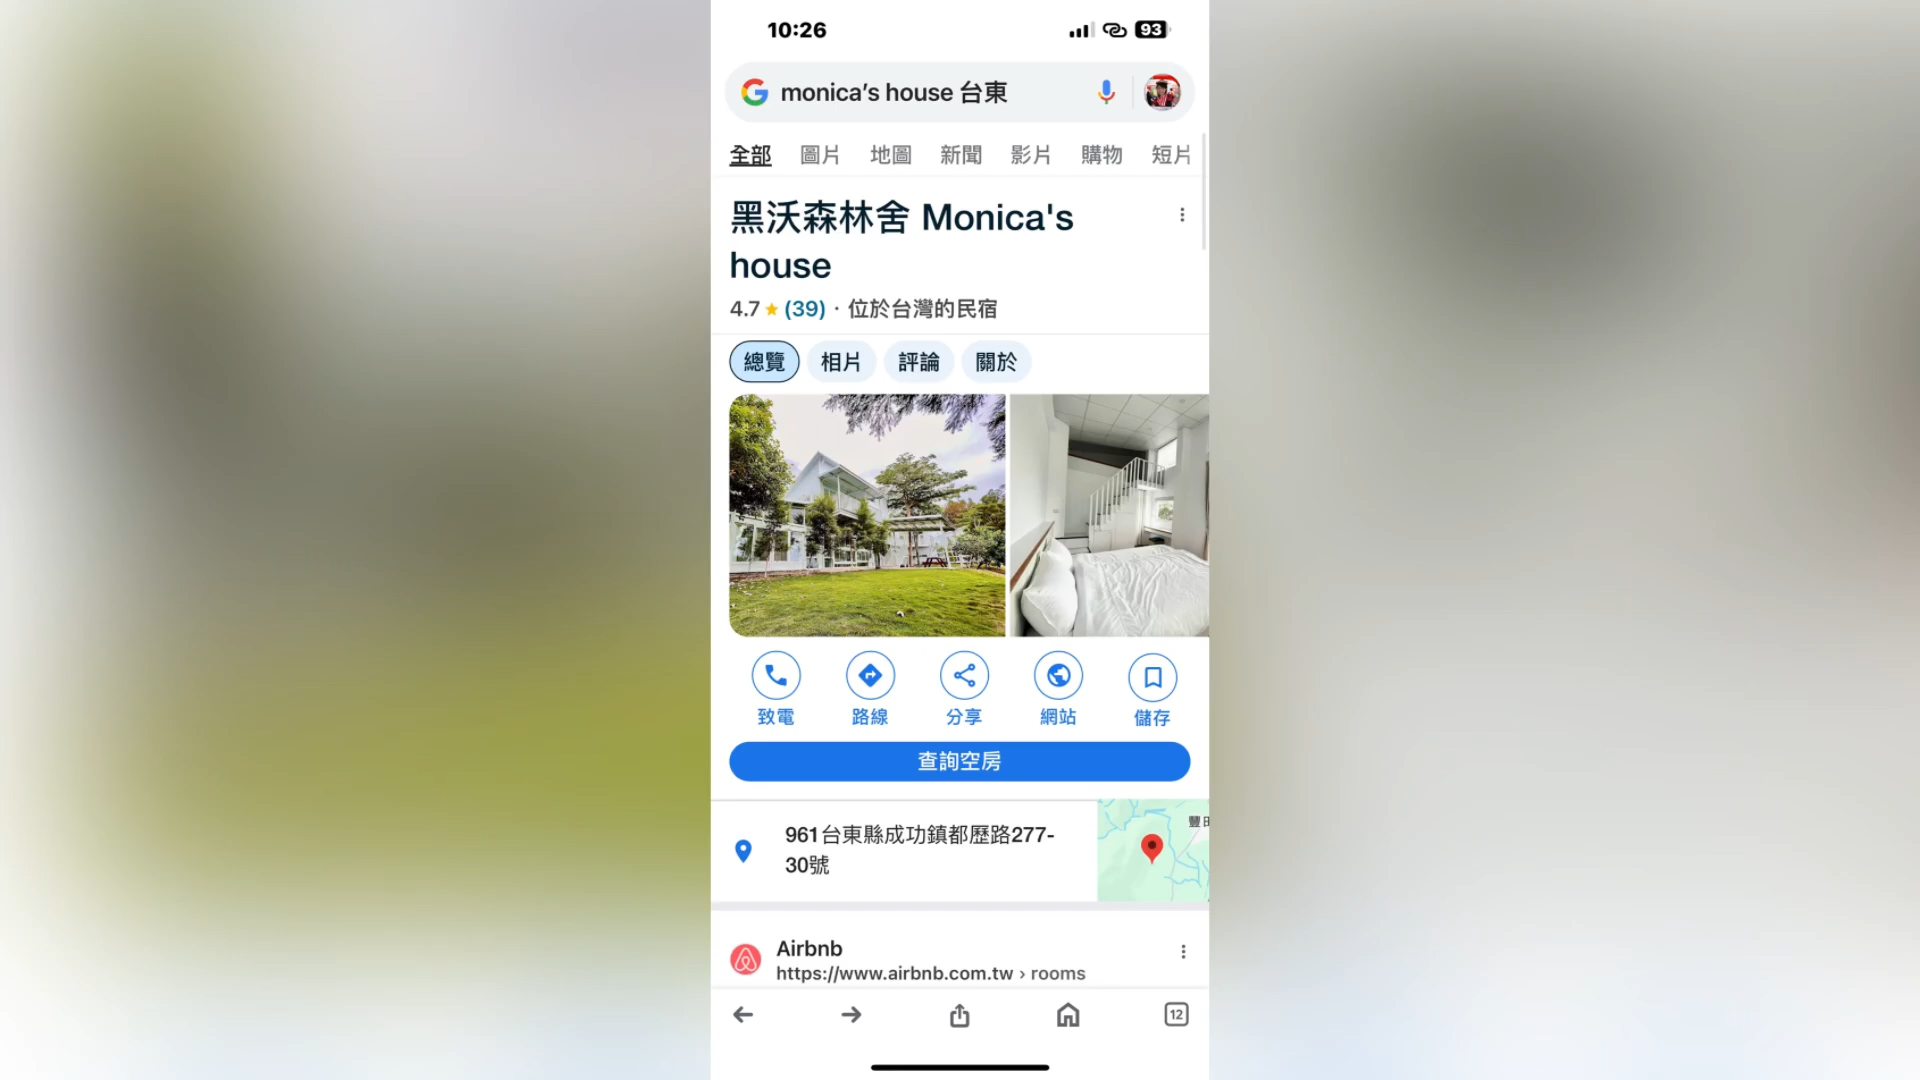 10:26
93
monica's house 台東
全部 圖片 地圖 新聞 影片 購物 短片
黑沃森林舍 Monica's
house
4.7 (39) · 位於台灣的民宿
總覽 相片 評論 關於
致電 路線 分享 網站 儲存
查詢空房
961台東縣成功鎮都歷路277-
30號
豐田
Airbnb
https://www.airbnb.com.tw › rooms
12